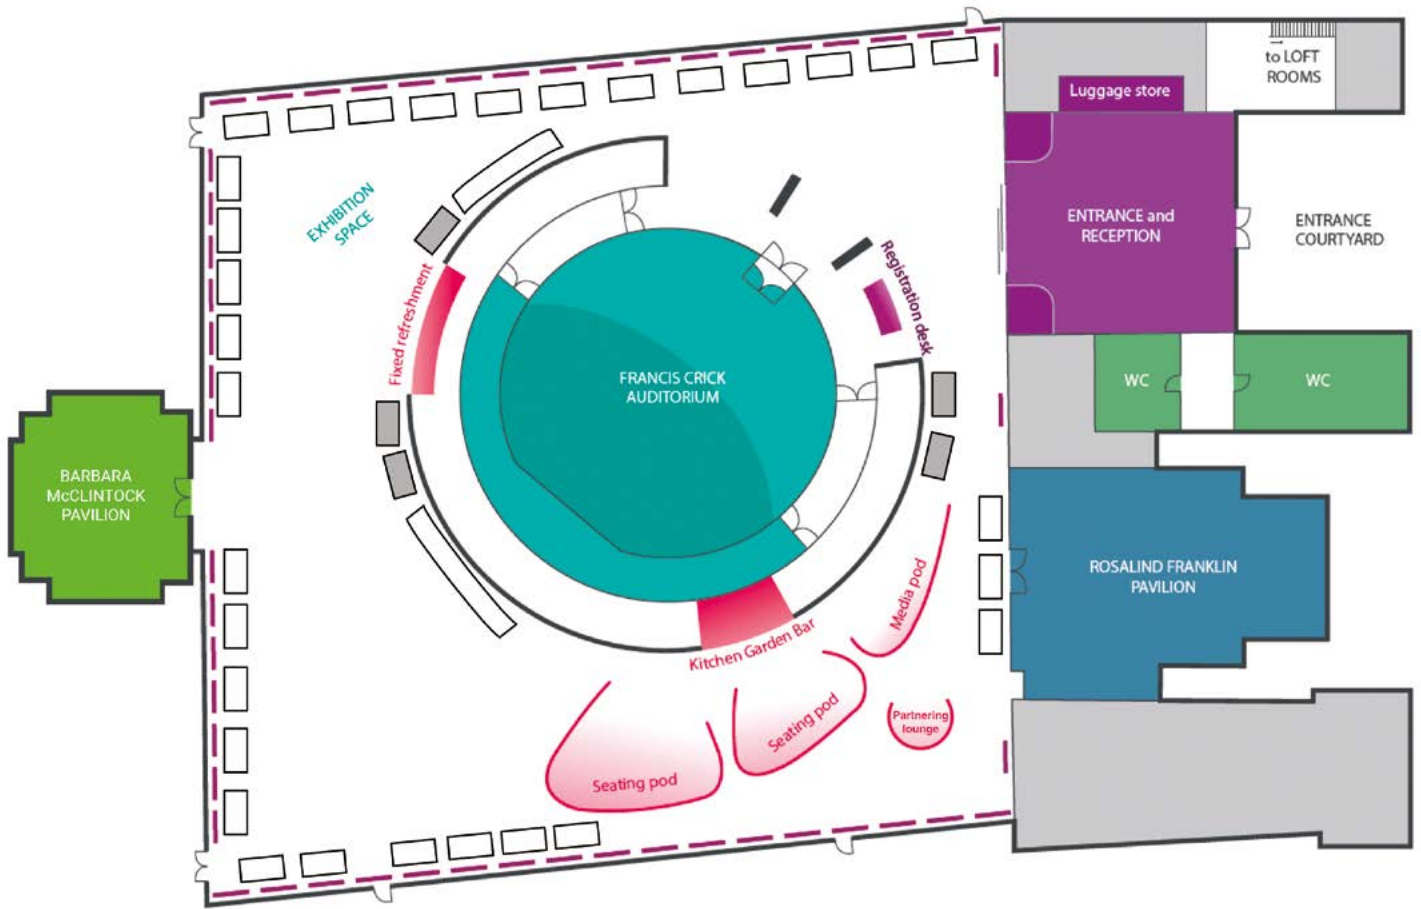 to LOFT
ROOMS
Luggage store
EXHIBITION
SPACE
ENTRANCE and
RECEPTION
ENTRANCE
COURTYARD
Registration desk
Fixed refreshment
FRANCIS CRICK
AUDITORIUM
WC
WC
BARBARA
McCLINTOCK
PAVILION
ROSALIND FRANKLIN
PAVILION
Media pod
Kitchen Garden Bar
Seating pod
Partnering
lounge
Seating pod